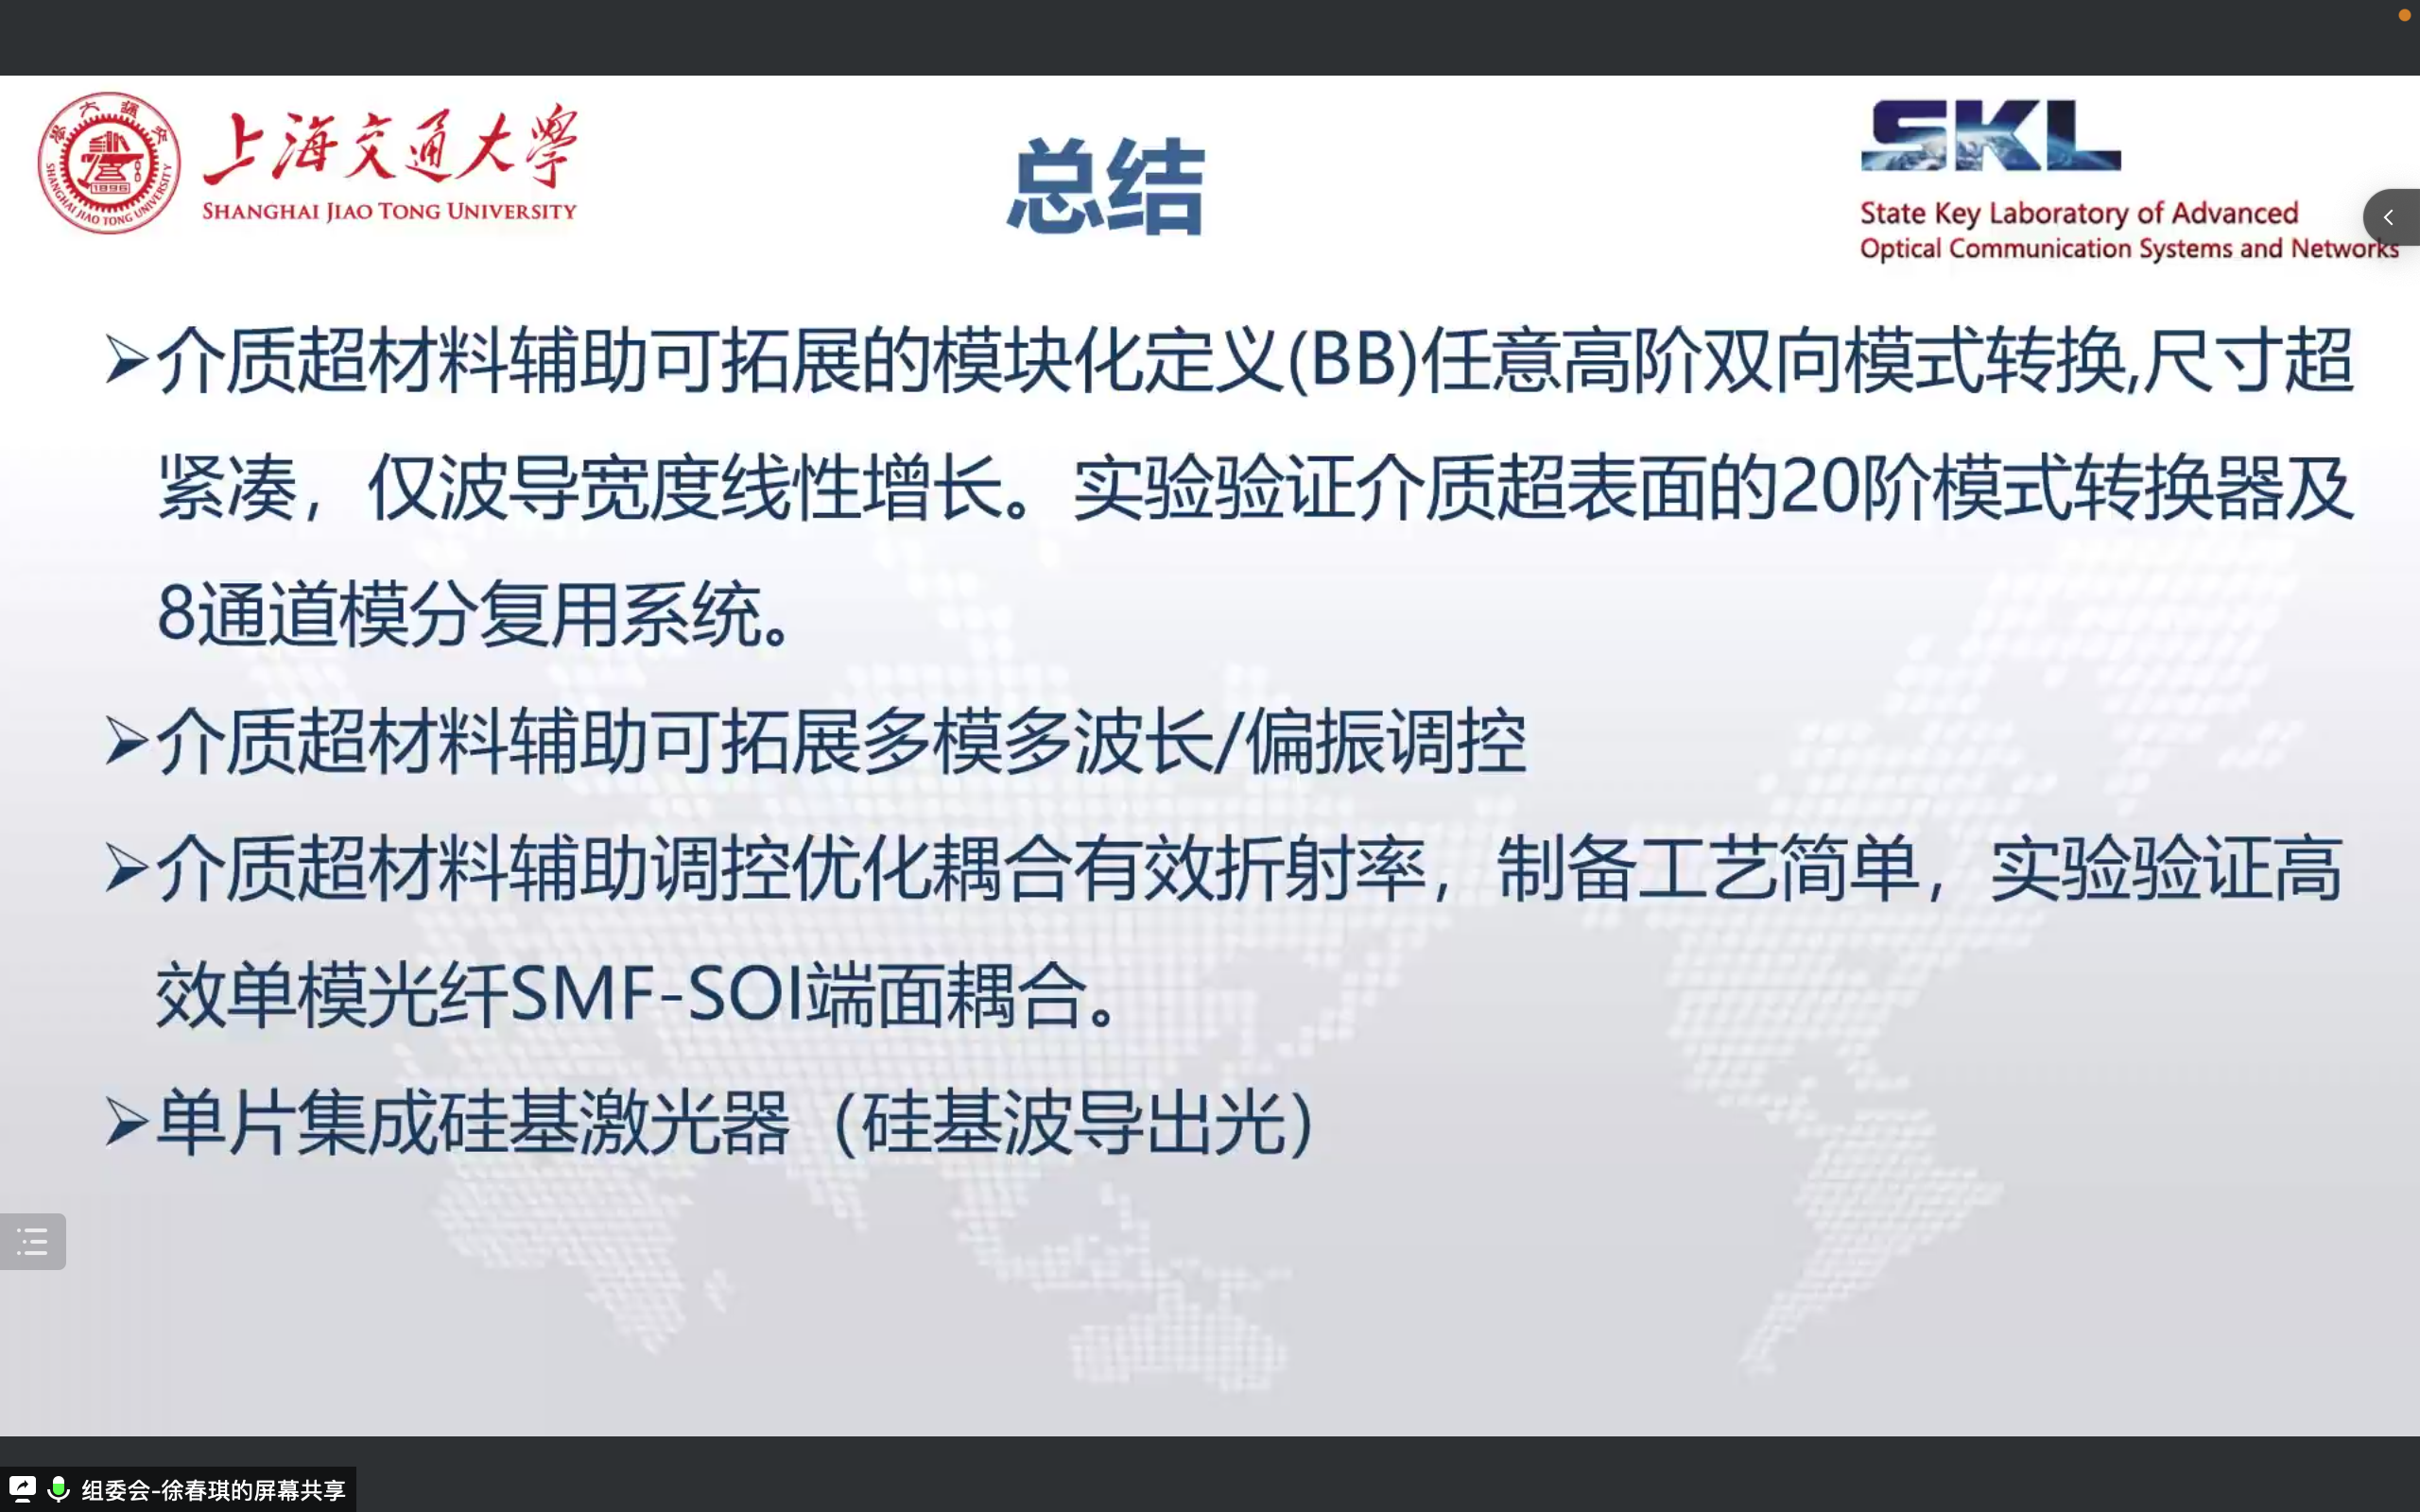 上海交通大学
SHANGHAI JIAO TONG UNIVERSITY
1896
SHANGHAI JIAO TONG UNIVERSITY
总结
SKL
State Key Laboratory of Advanced
Optical Communication Systems and Networks
➢介质超材料辅助可拓展的模块化定义(BB)任意高阶双向模式转换,尺寸超
紧凑，仅波导宽度线性增长。实验验证介质超表面的20阶模式转换器及
8通道模分复用系统。
➢介质超材料辅助可拓展多模多波长/偏振调控
➢介质超材料辅助调控优化耦合有效折射率，制备工艺简单，实验验证高
效单模光纤SMF-SOI端面耦合。
➢单片集成硅基激光器（硅基波导出光）
组委会-徐春琪的屏幕共享